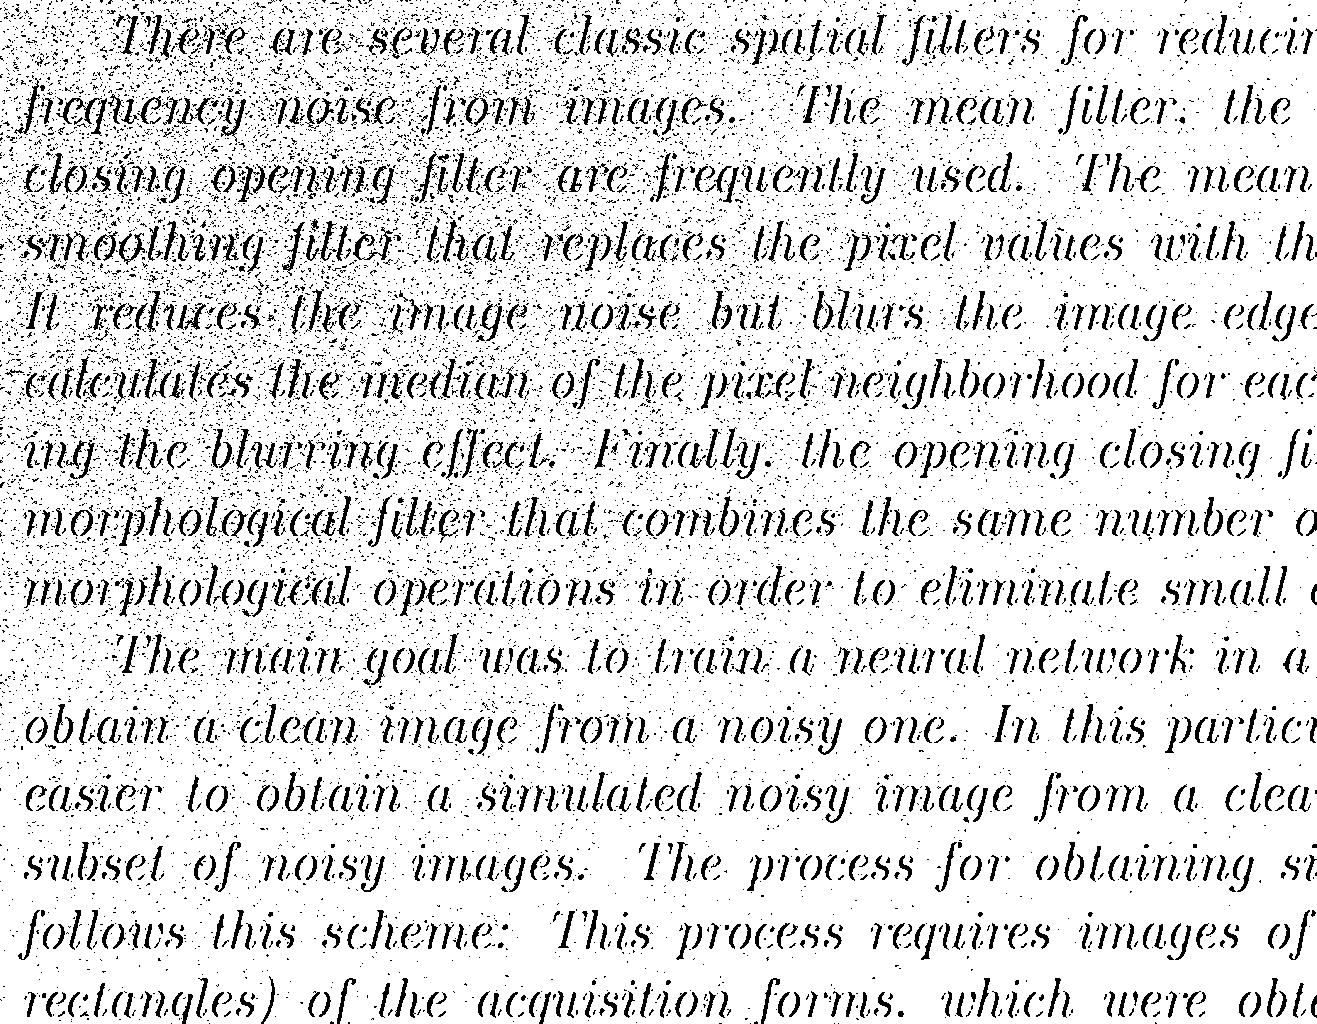 There are several classic spatial filters for reducin
frequency noise from images. The mean filter, the
closing opening filter are frequently used. The mean
smoothing filter that replaces the pixel values with th
It reduces the image noise but blurs the image edge
calculates the median of the pixel neighborhood for eac
ing the blurring effect. Finally, the opening closing fi
morphological filter that combines the same number o
morphological operations in order to eliminate small o
The main goal was to train a neural network in a
obtain a clean image from a noisy one. In this particu
easier to obtain a simulated noisy image from a clea
subset of noisy images. The process for obtaining si
follows this scheme: This process requires images of
rectangles) of the acquisition forms, which were obta